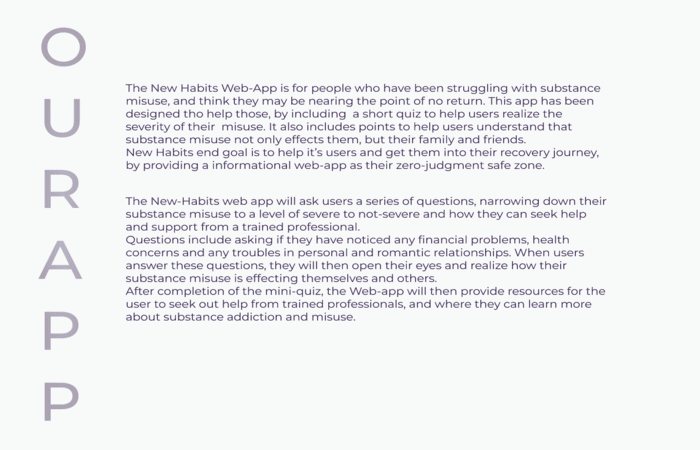 O
U
R
A
P
P
The New Habits Web-App is for people who have been struggling with substance
misuse, and think they may be nearing the point of no return. This app has been
designed tho help those, by including  a short quiz to help users realize the
severity of their  misuse. It also includes points to help users understand that
substance misuse not only effects them, but their family and friends.
New Habits end goal is to help it's users and get them into their recovery journey,
by providing a informational web-app as their zero-judgment safe zone.
The New-Habits web app will ask users a series of questions, narrowing down their
substance misuse to a level of severe to not-severe and how they can seek help
and support from a trained professional.
Questions include asking if they have noticed any financial problems, health
concerns and any troubles in personal and romantic relationships. When users
answer these questions, they will then open their eyes and realize how their
substance misuse is effecting themselves and others.
After completion of the mini-quiz, the Web-app will then provide resources for the
user to seek out help from trained professionals, and where they can learn more
about substance addiction and misuse.